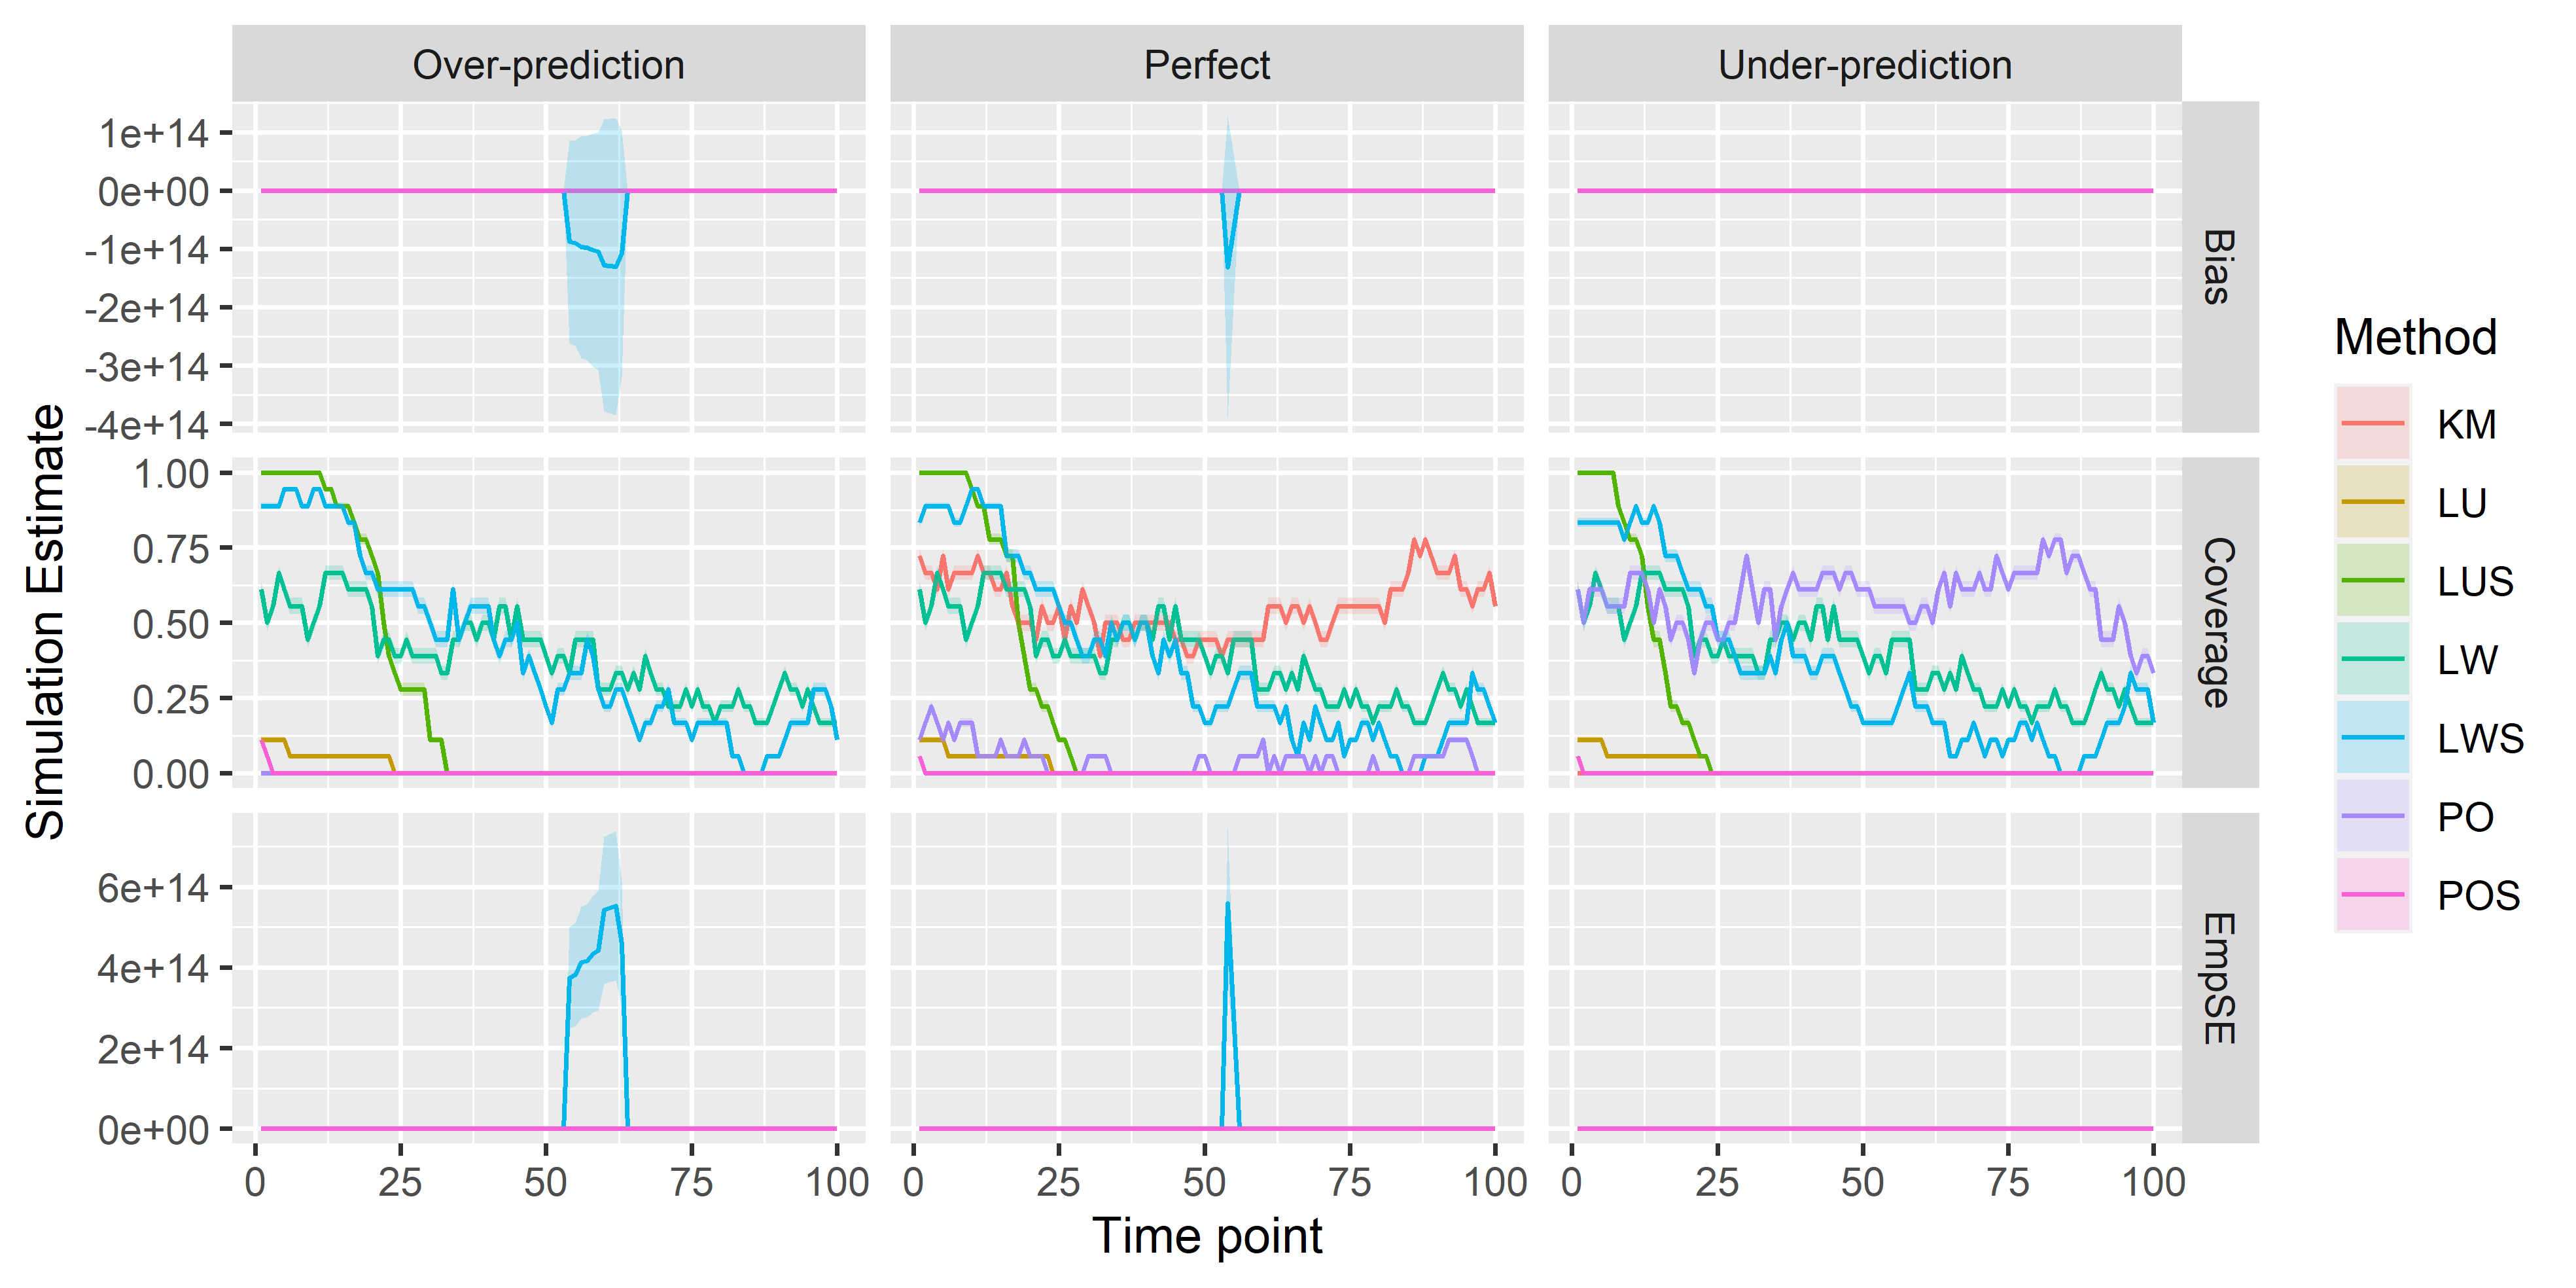 Over-prediction
Perfect
Under-prediction
1e+14
0e+00
-1e+14
-2e+14
-3e+14
-4e+14
Bias
1.00
0.75
0.50
0.25
0.00
Coverage
6e+14
4e+14
2e+14
0e+00
EmpSE
0 25 50 75 100
0 25 50 75 100
0 25 50 75 100
Time point
Simulation Estimate
Method
KM
LU
LUS
LW
LWS
PO
POS